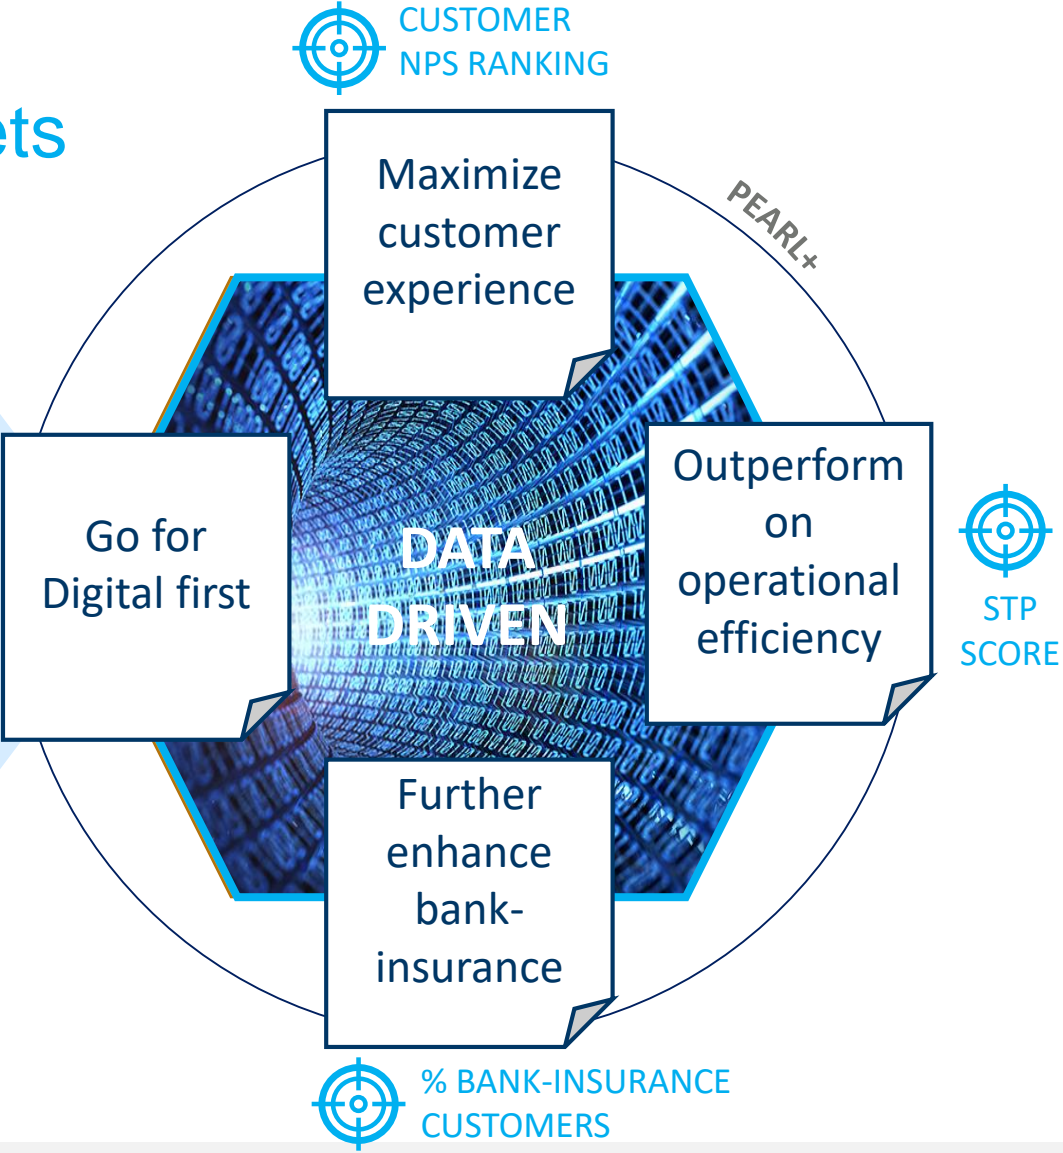 CUSTOMER
NPS RANKING
Maximize
customer
experience
PEARL+
Go for
Digital first
DATA
DRIVEN
Outperform
on
operational
efficiency
STP
SCORE
Further
enhance
bank-
insurance
% BANK-INSURANCE
CUSTOMERS